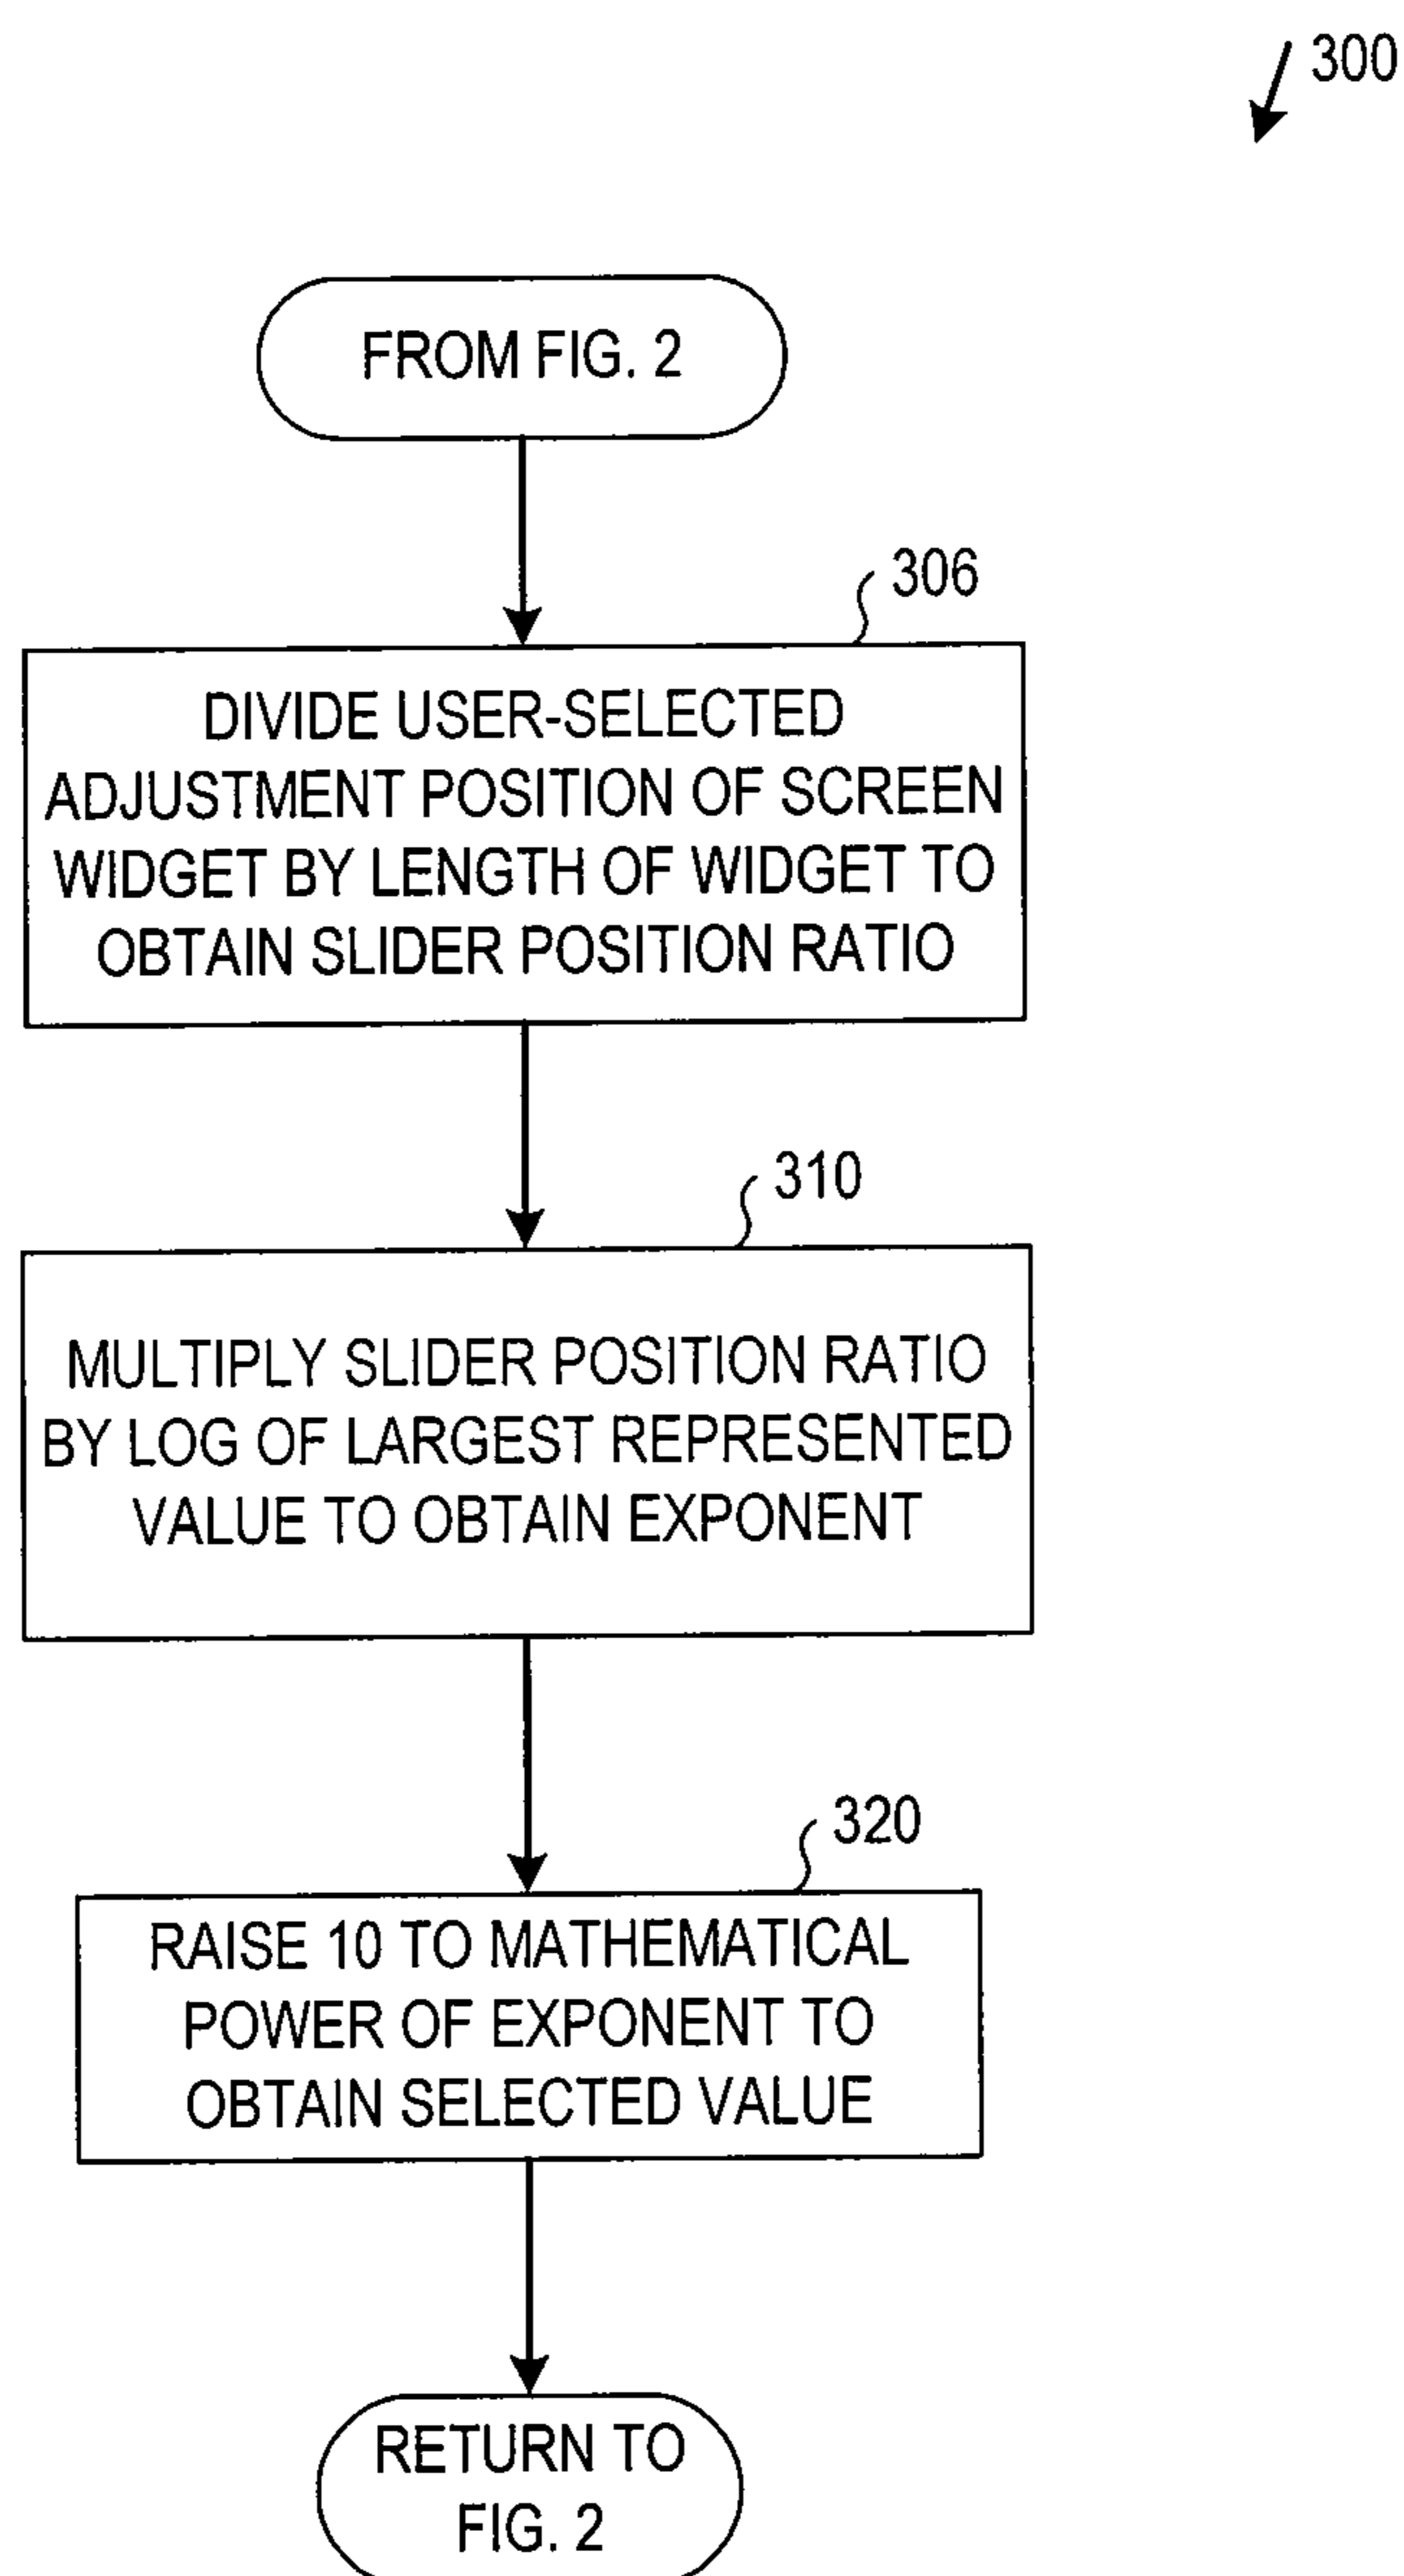 300
FROM FIG. 2
306
DIVIDE USER-SELECTED
ADJUSTMENT POSITION OF SCREEN
WIDGET BY LENGTH OF WIDGET TO
OBTAIN SLIDER POSITION RATIO
310
MULTIPLY SLIDER POSITION RATIO
BY LOG OF LARGEST REPRESENTED
VALUE TO OBTAIN EXPONENT
320
RAISE 10 TO MATHEMATICAL
POWER OF EXPONENT TO
OBTAIN SELECTED VALUE
RETURN TO
FIG. 2